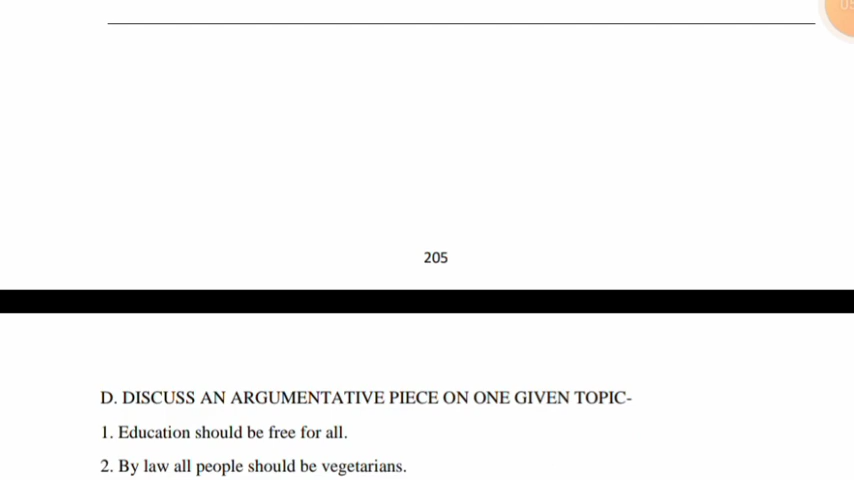 205
D. DISCUSS AN ARGUMENTATIVE PIECE ON ONE GIVEN TOPIC-
1. Education should be free for all.
2. By law all people should be vegetarians.